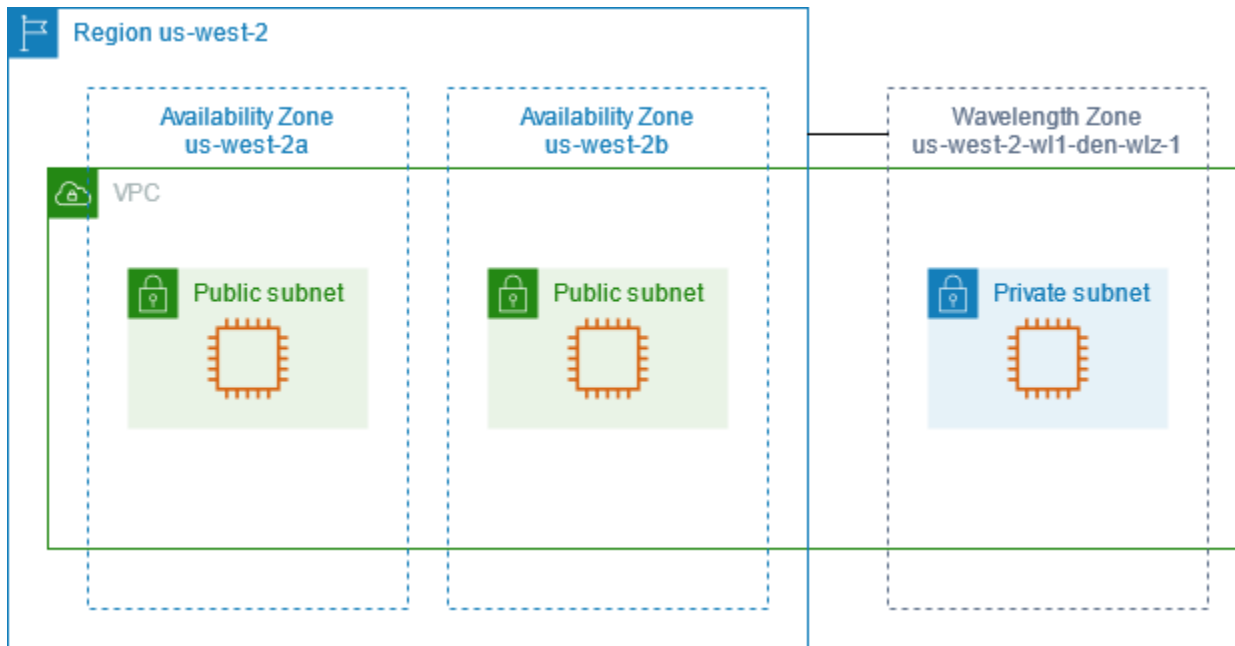 Region us-west-2
Availability Zone
us-west-2a
Availability Zone
us-west-2b
Wavelength Zone
us-west-2-wl1-den-wlz-1
VPC
Public subnet
Public subnet
Private subnet